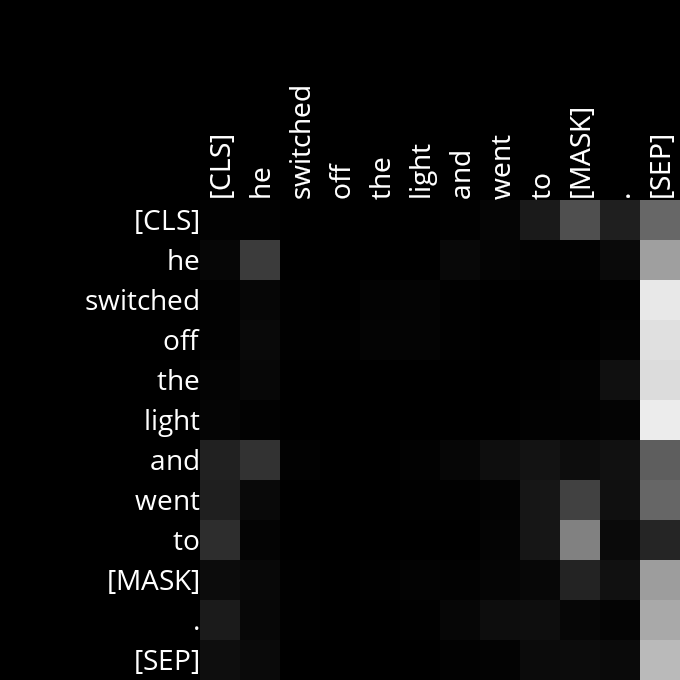 [CLS] he switched off the light and went to [MASK] . [SEP]
[CLS]
he
switched
off
the
light
and
went
to
[MASK]
.
[SEP]